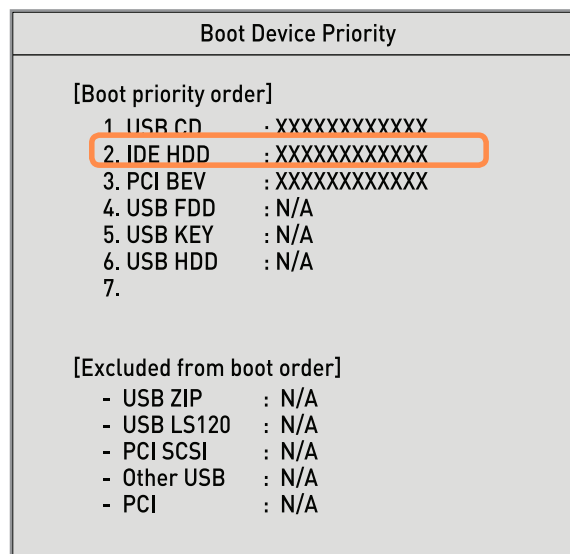 Boot Device Priority
[Boot priority order]
1. USB CD : XXXXXXXXXXXX
2. IDE HDD : XXXXXXXXXXXX
3. PCI BEV : XXXXXXXXXXXX
4. USB FDD : N/A
5. USB KEY : N/A
6. USB HDD : N/A
7.
[Excluded from boot order]
- USB ZIP : N/A
- USB LS120 : N/A
- PCI SCSI : N/A
- Other USB : N/A
- PCI : N/A